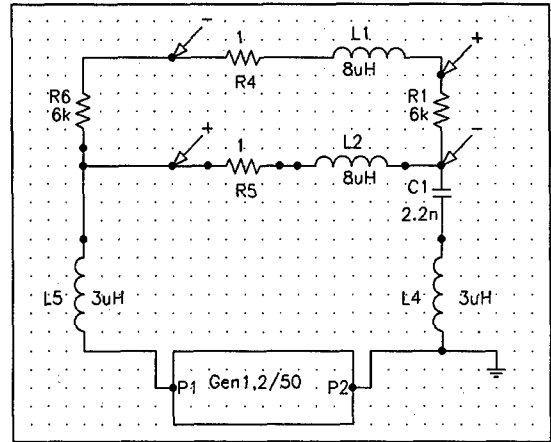 -
1
R4
L1
8uH
+
R6
6k
R1
6k
+
1
R5
L2
8uH
-
C1
2.2n
L5
3uH
L4
3uH
P1
Gen1,2/50
P2